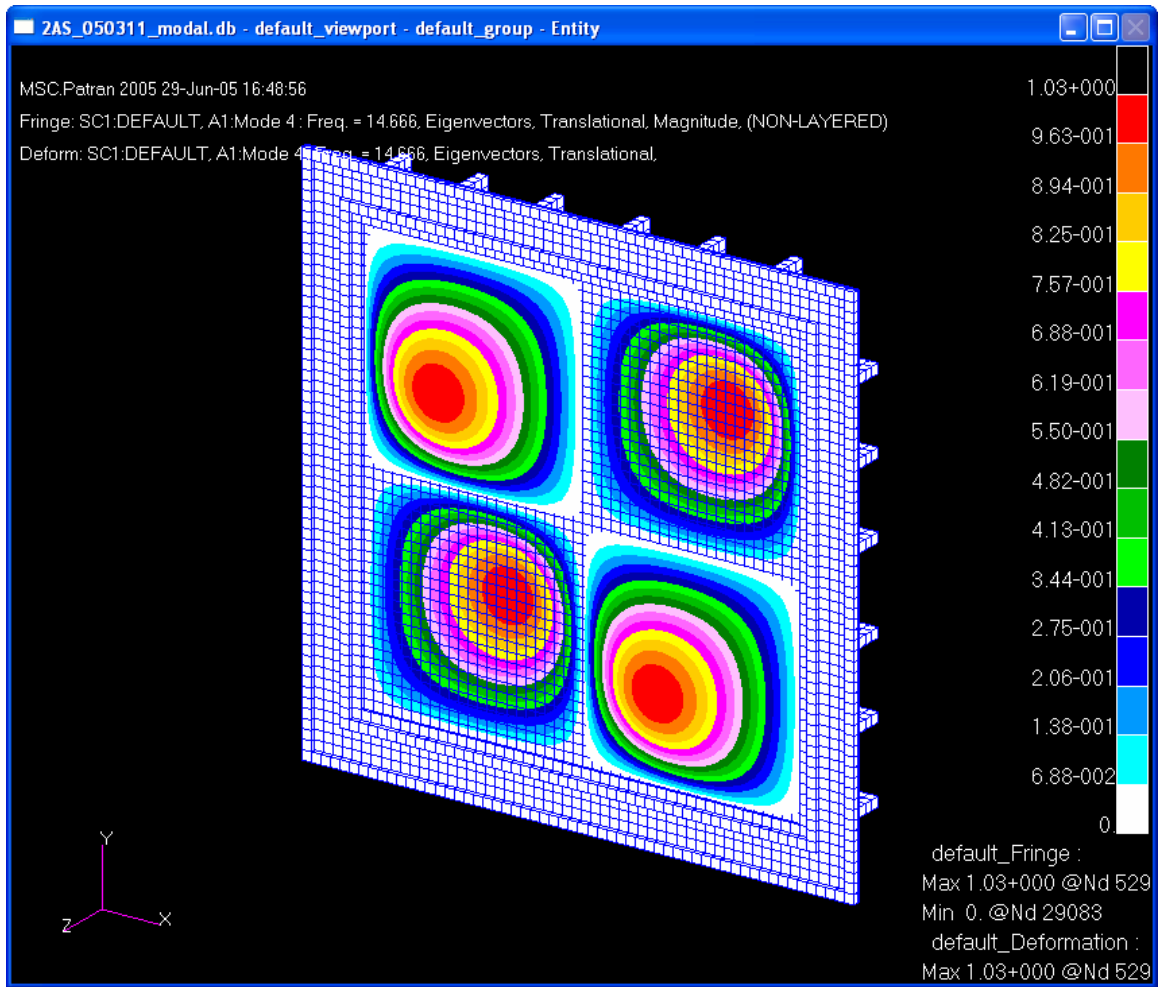 2AS_050311_modal.db - default_viewport - default_group - Entity
MSC.Patran 2005 29-Jun-05 16:48:56
Fringe: SC1:DEFAULT, A1:Mode 4 : Freq. = 14.666, Eigenvectors, Translational, Magnitude, (NON-LAYERED)
Deform: SC1:DEFAULT, A1:Mode 4 : Freq. = 14.666, Eigenvectors, Translational,
1.03+000
9.63-001
8.94-001
8.25-001
7.57-001
6.88-001
6.19-001
5.50-001
4.82-001
4.13-001
3.44-001
2.75-001
2.06-001
1.38-001
6.88-002
0.
default_Fringe :
Max 1.03+000 @Nd 529
Min 0. @Nd 29083
default_Deformation :
Max 1.03+000 @Nd 529
Y
Z
X